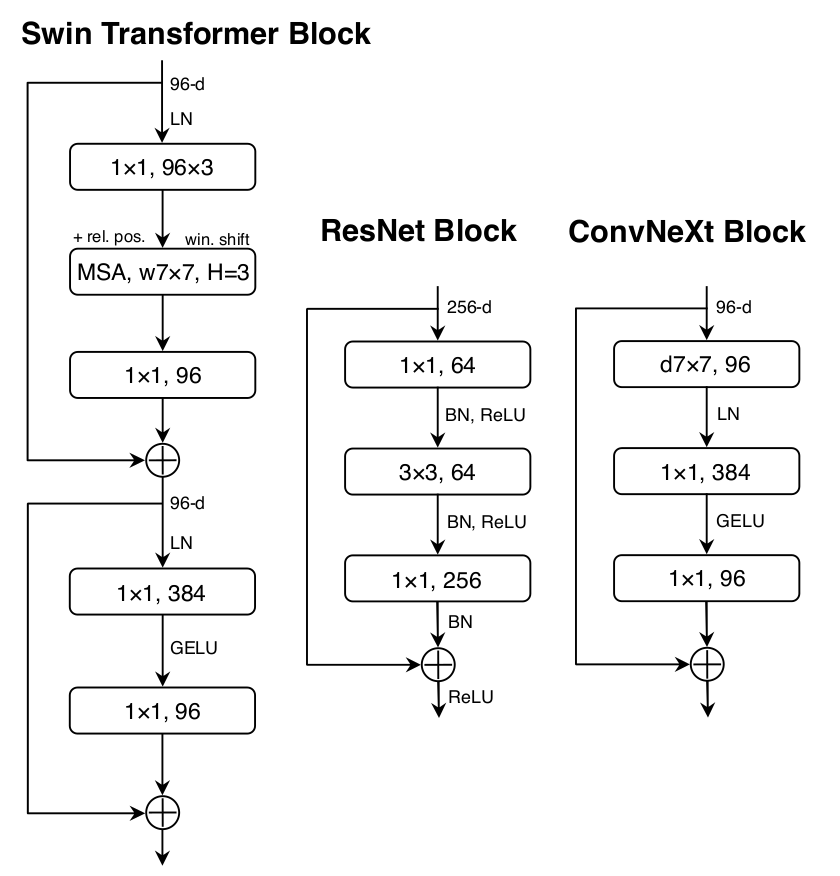 Swin Transformer Block
96-d
LN
1×1, 96×3
+ rel. pos.
win. shift
MSA, w7×7, H=3
1×1, 96
96-d
LN
1×1, 384
GELU
1×1, 96
ResNet Block
256-d
1×1, 64
BN, ReLU
3×3, 64
BN, ReLU
1×1, 256
BN
ReLU
ConvNeXt Block
96-d
d7×7, 96
LN
1×1, 384
GELU
1×1, 96